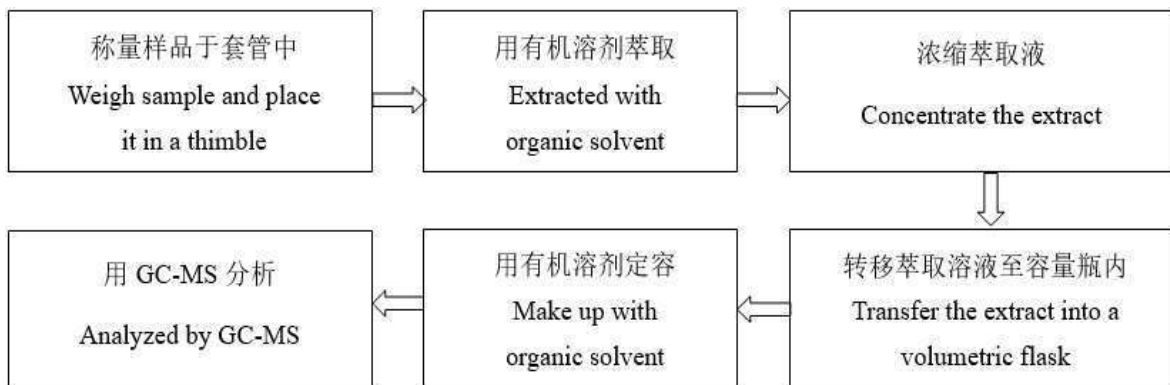 称量样品于套管中
Weigh sample and place
it in a thimble
用有机溶剂萃取
Extracted with
organic solvent
浓缩萃取液
Concentrate the extract
转移萃取溶液至容量瓶内
Transfer the extract into a
volumetric flask
用有机溶剂定容
Make up with
organic solvent
用 GC-MS 分析
Analyzed by GC-MS